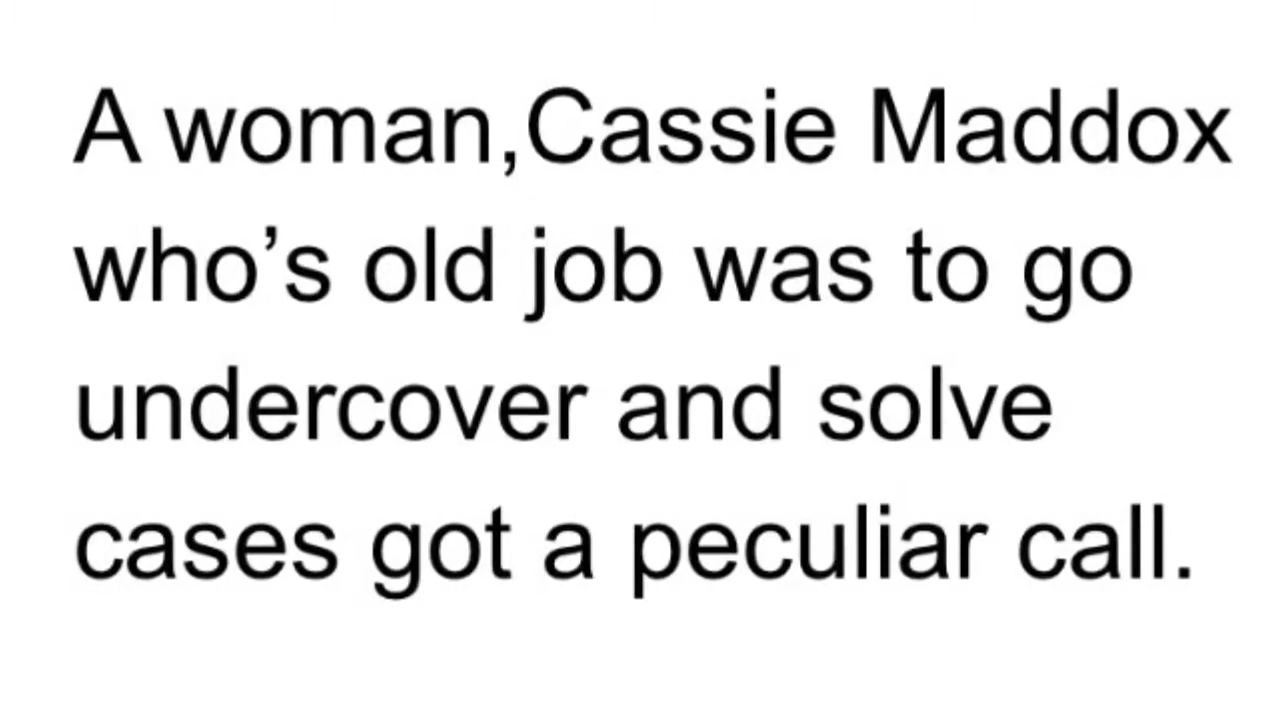 A woman,Cassie Maddox
who’s old job was to go
undercover and solve
cases got a peculiar call.